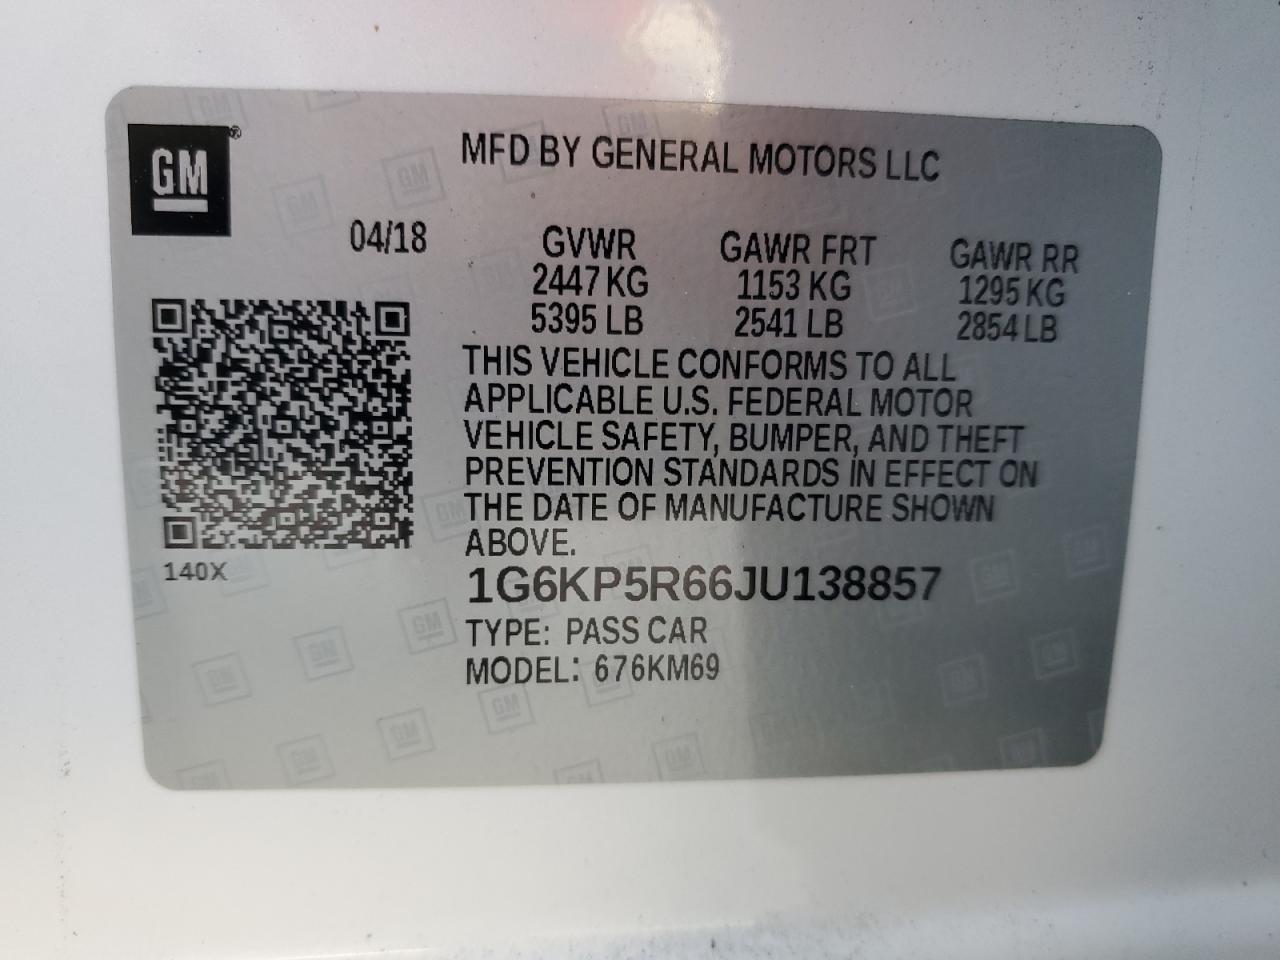 GM®
MFD BY GENERAL MOTORS LLC
04/18
GVWR GAWR FRT GAWR RR
2447 KG 1153 KG 1295 KG
5395 LB 2541 LB 2854 LB
THIS VEHICLE CONFORMS TO ALL
APPLICABLE U.S. FEDERAL MOTOR
VEHICLE SAFETY, BUMPER, AND THEFT
PREVENTION STANDARDS IN EFFECT ON
THE DATE OF MANUFACTURE SHOWN
ABOVE.
140X
1G6KP5R66JU138857
TYPE: PASS CAR
MODEL: 676KM69